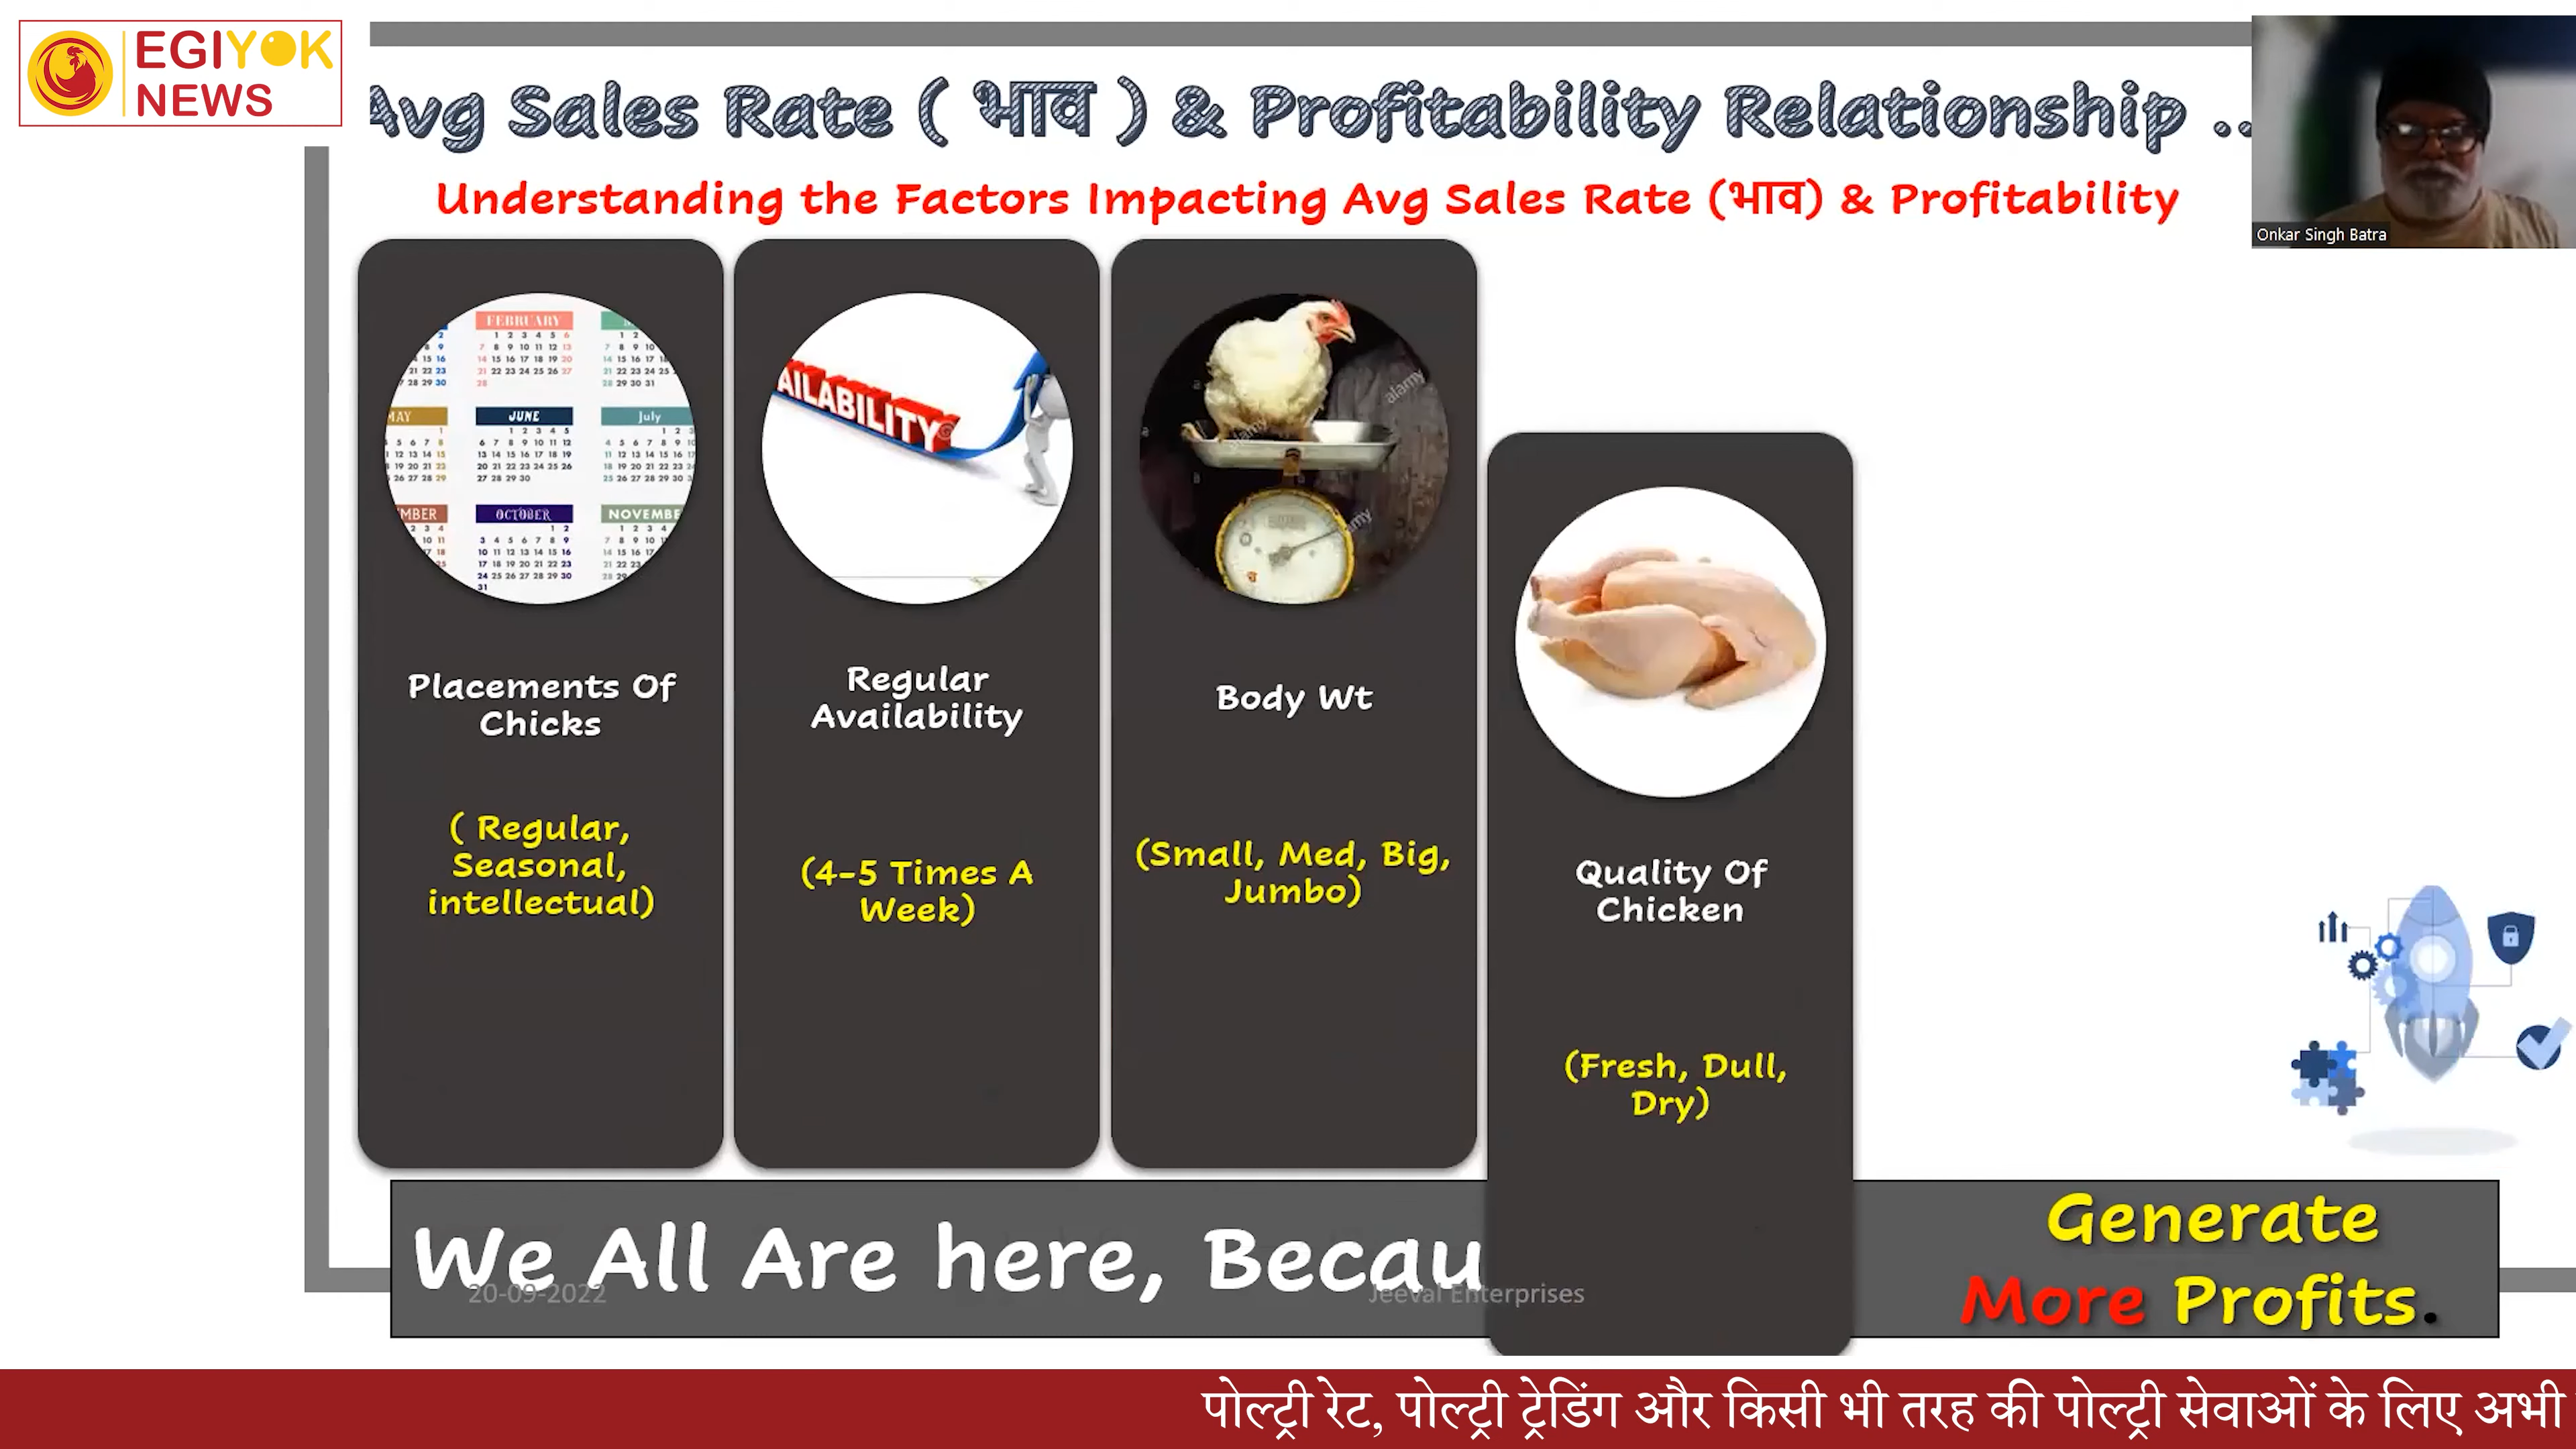 EGIYOK
NEWS
Avg Sales Rate ( भाव ) & Profitability Relationship ..
Understanding the Factors Impacting Avg Sales Rate (भाव) & Profitability
Onkar Singh Batra
FEBRUARY
MAY
JUNE
July
MBER
OCTOBER
NOVEMBE
AILABILITY
alamy
Placements Of
Chicks
( Regular,
Seasonal,
intellectual)
Regular
Availability
(4-5 Times A
Week)
Body Wt
(Small, Med, Big,
Jumbo)
Quality Of
Chicken
(Fresh, Dull,
Dry)
We All Are here, Becau
Generate
More Profits.
20-09-2022
Jeeval Enterprises
पोल्ट्री रेट, पोल्ट्री ट्रेडिंग और किसी भी तरह की पोल्ट्री सेवाओं के लिए अभी